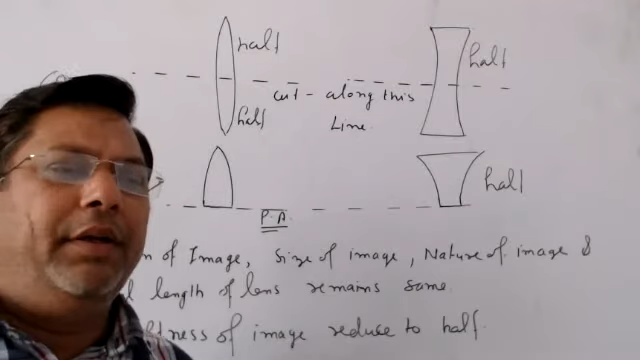 half
half
half
cut - along this
Line.
half
P.A.
of Image, Size of image, Nature of image &
length of lens remains same.
of image reduce to half.